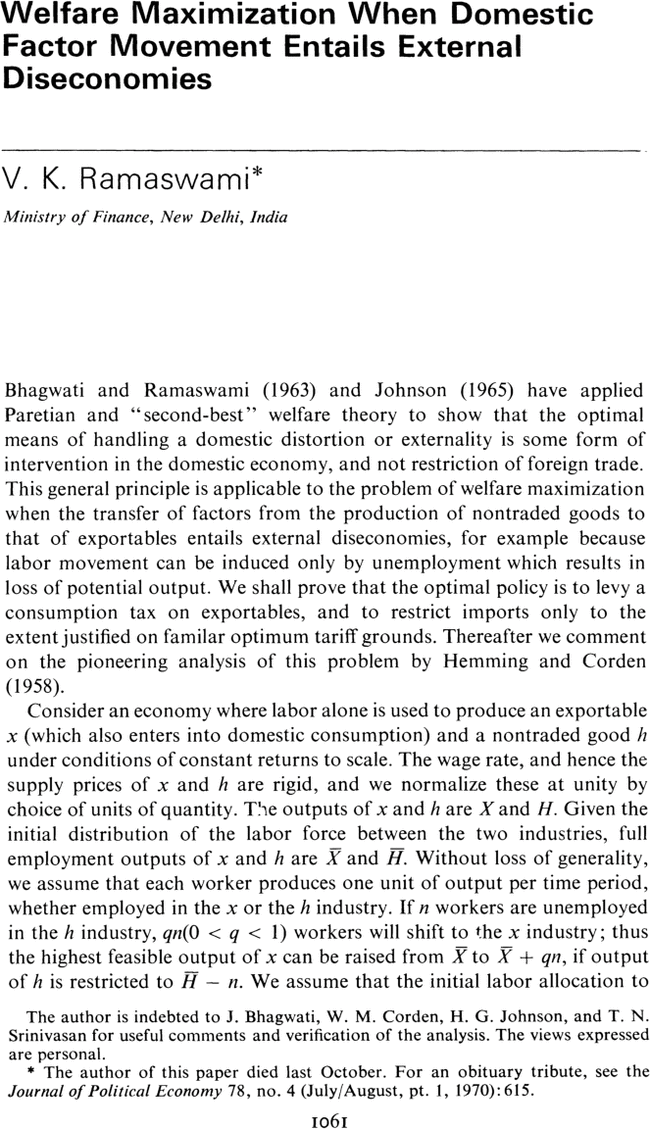 Welfare Maximization When Domestic
Factor Movement Entails External
Diseconomies
V. K. Ramaswami*
Ministry of Finance, New Delhi, India
Bhagwati and Ramaswami (1963) and Johnson (1965) have applied
Paretian and “second-best” welfare theory to show that the optimal
means of handling a domestic distortion or externality is some form of
intervention in the domestic economy, and not restriction of foreign trade.
This general principle is applicable to the problem of welfare maximization
when the transfer of factors from the production of nontraded goods to
that of exportables entails external diseconomies, for example because
labor movement can be induced only by unemployment which results in
loss of potential output. We shall prove that the optimal policy is to levy a
consumption tax on exportables, and to restrict imports only to the
extent justified on familar optimum tariff grounds. Thereafter we comment
on the pioneering analysis of this problem by Hemming and Corden
(1958).
Consider an economy where labor alone is used to produce an exportable
x (which also enters into domestic consumption) and a nontraded good h
under conditions of constant returns to scale. The wage rate, and hence the
supply prices of x and h are rigid, and we normalize these at unity by
choice of units of quantity. The outputs of x and h are X and H. Given the
initial distribution of the labor force between the two industries, full
employment outputs of x and h are X̅ and H̅. Without loss of generality,
we assume that each worker produces one unit of output per time period,
whether employed in the x or the h industry. If n workers are unemployed
in the h industry, qn(0 < q < 1) workers will shift to the x industry; thus
the highest feasible output of x can be raised from X̅ to X̅ + qn, if output
of h is restricted to H̅ − n. We assume that the initial labor allocation to
The author is indebted to J. Bhagwati, W. M. Corden, H. G. Johnson, and T. N.
Srinivasan for useful comments and verification of the analysis. The views expressed
are personal.
* The author of this paper died last October. For an obituary tribute, see the
Journal of Political Economy 78, no. 4 (July/August, pt. 1, 1970): 615.
1061